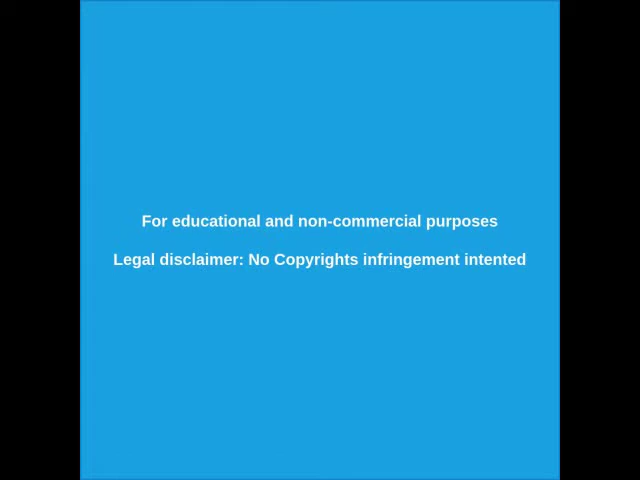 For educational and non-commercial purposes
Legal disclaimer: No Copyrights infringement intented